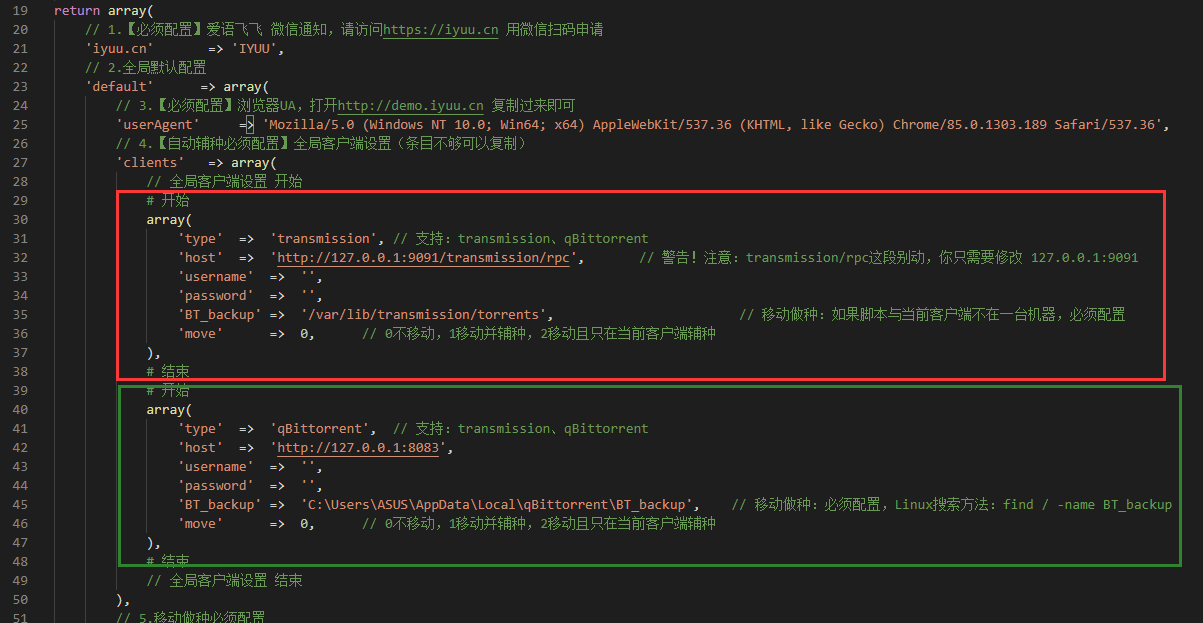 19 return array(
20 // 1.【必须配置】爱语飞飞 微信通知，请访问https://iyuu.cn 用微信扫码申请
21 'iyuu.cn' => 'IYUU',
22 // 2.全局默认配置
23 'default' => array(
24 // 3.【必须配置】浏览器UA，打开http://demo.iyuu.cn 复制过来即可
25 'userAgent' => 'Mozilla/5.0 (Windows NT 10.0; Win64; x64) AppleWebKit/537.36 (KHTML, like Gecko) Chrome/85.0.1303.189 Safari/537.36',
26 // 4.【自动辅种必须配置】全局客户端设置（条目不够可以复制）
27 'clients' => array(
28 // 全局客户端设置 开始
29 # 开始
30 array(
31 'type' => 'transmission', // 支持：transmission、qBittorrent
32 'host' => 'http://127.0.0.1:9091/transmission/rpc', // 警告！注意：transmission/rpc这段别动，你只需要修改 127.0.0.1:9091
33 'username' => '',
34 'password' => '',
35 'BT_backup' => '/var/lib/transmission/torrents', // 移动做种：如果脚本与当前客户端不在一台机器，必须配置
36 'move' => 0, // 0不移动，1移动并辅种，2移动且只在当前客户端辅种
37 ),
38 # 结束
39 # 开始
40 array(
41 'type' => 'qBittorrent', // 支持：transmission、qBittorrent
42 'host' => 'http://127.0.0.1:8083',
43 'username' => '',
44 'password' => '',
45 'BT_backup' => 'C:\Users\ASUS\AppData\Local\qBittorrent\BT_backup', // 移动做种：必须配置，Linux搜索方法：find / -name BT_backup
46 'move' => 0, // 0不移动，1移动并辅种，2移动且只在当前客户端辅种
47 ),
48 # 结束
49 // 全局客户端设置 结束
50 ),
51 // 5.移动做种必须配置